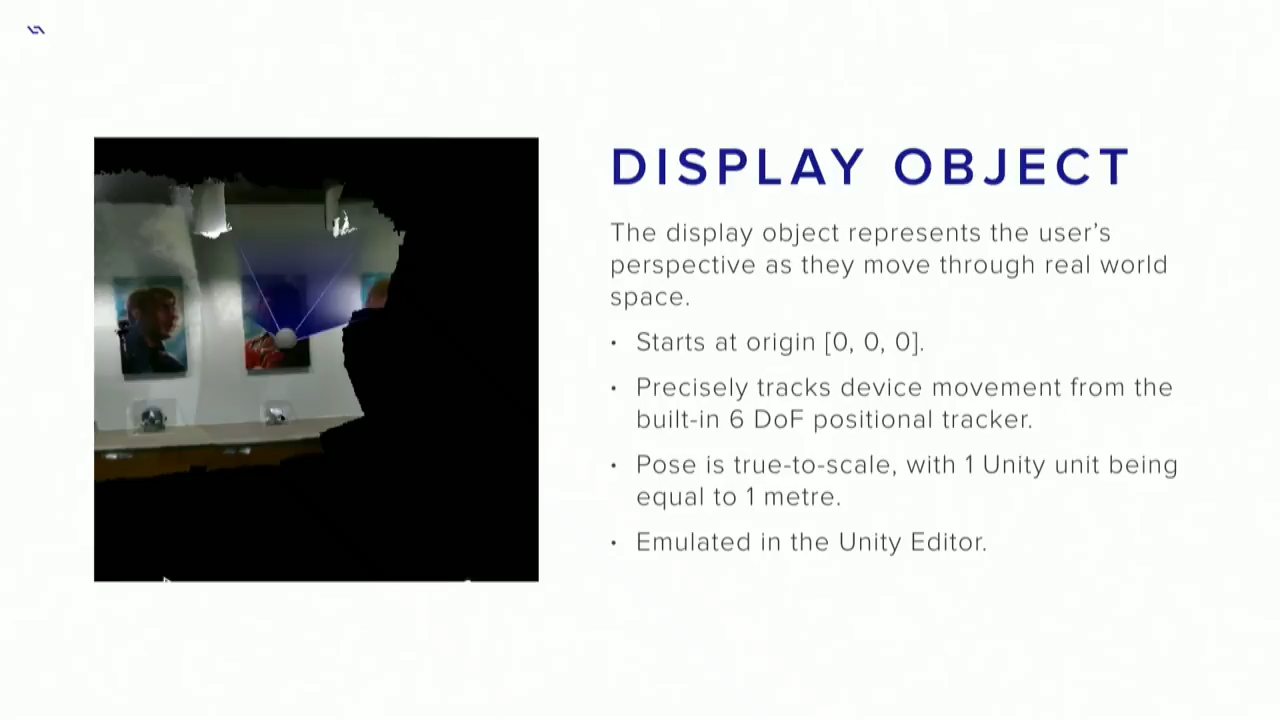 DISPLAY OBJECT
The display object represents the user’s
perspective as they move through real world
space.
• Starts at origin [0, 0, 0].
• Precisely tracks device movement from the
built-in 6 DoF positional tracker.
• Pose is true-to-scale, with 1 Unity unit being
equal to 1 metre.
• Emulated in the Unity Editor.